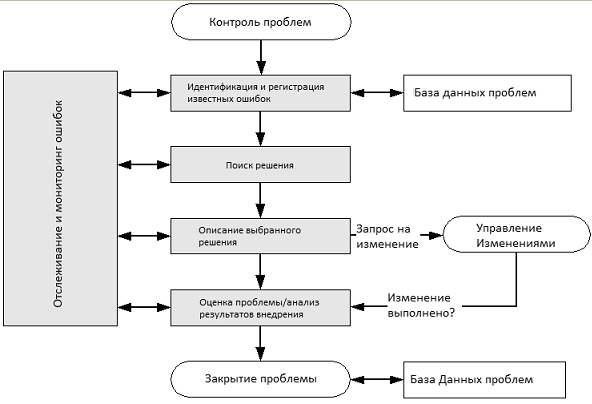 Контроль проблем
Отслеживание и мониторинг ошибок
Идентификация и регистрация
известных ошибок
База данных проблем
Поиск решения
Описание выбранного
решения
Запрос на
изменение
Управление
Изменениями
Оценка проблемы/анализ
результатов внедрения
Изменение
выполнено?
Закрытие проблемы
База Данных проблем